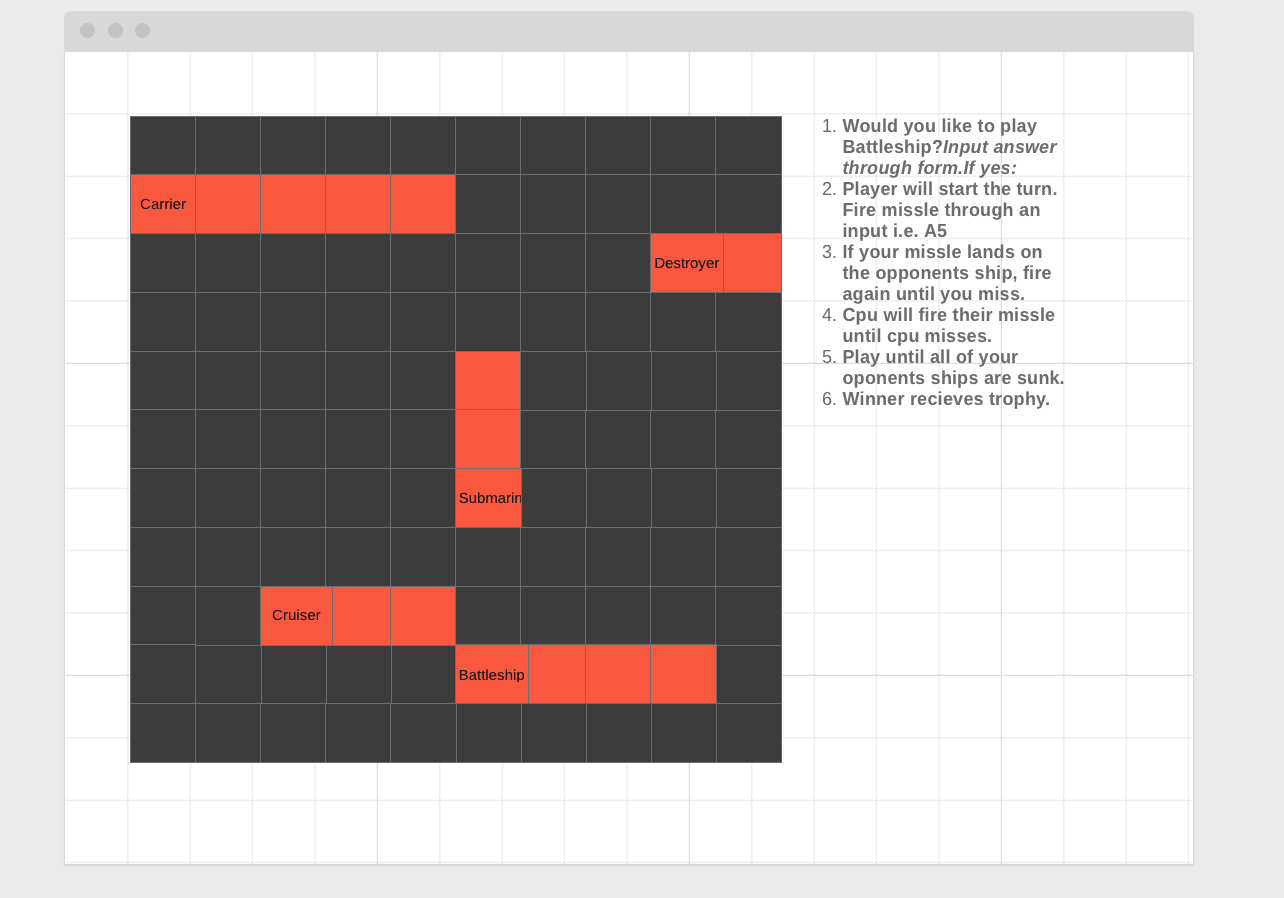 Carrier
Destroyer
Submarin
Cruiser
Battleship
1. Would you like to play
Battleship?Input answer
through form.If yes:
2. Player will start the turn.
Fire missle through an
input i.e. A5
3. If your missle lands on
the opponents ship, fire
again until you miss.
4. Cpu will fire their missle
until cpu misses.
5. Play until all of your
oponents ships are sunk.
6. Winner recieves trophy.